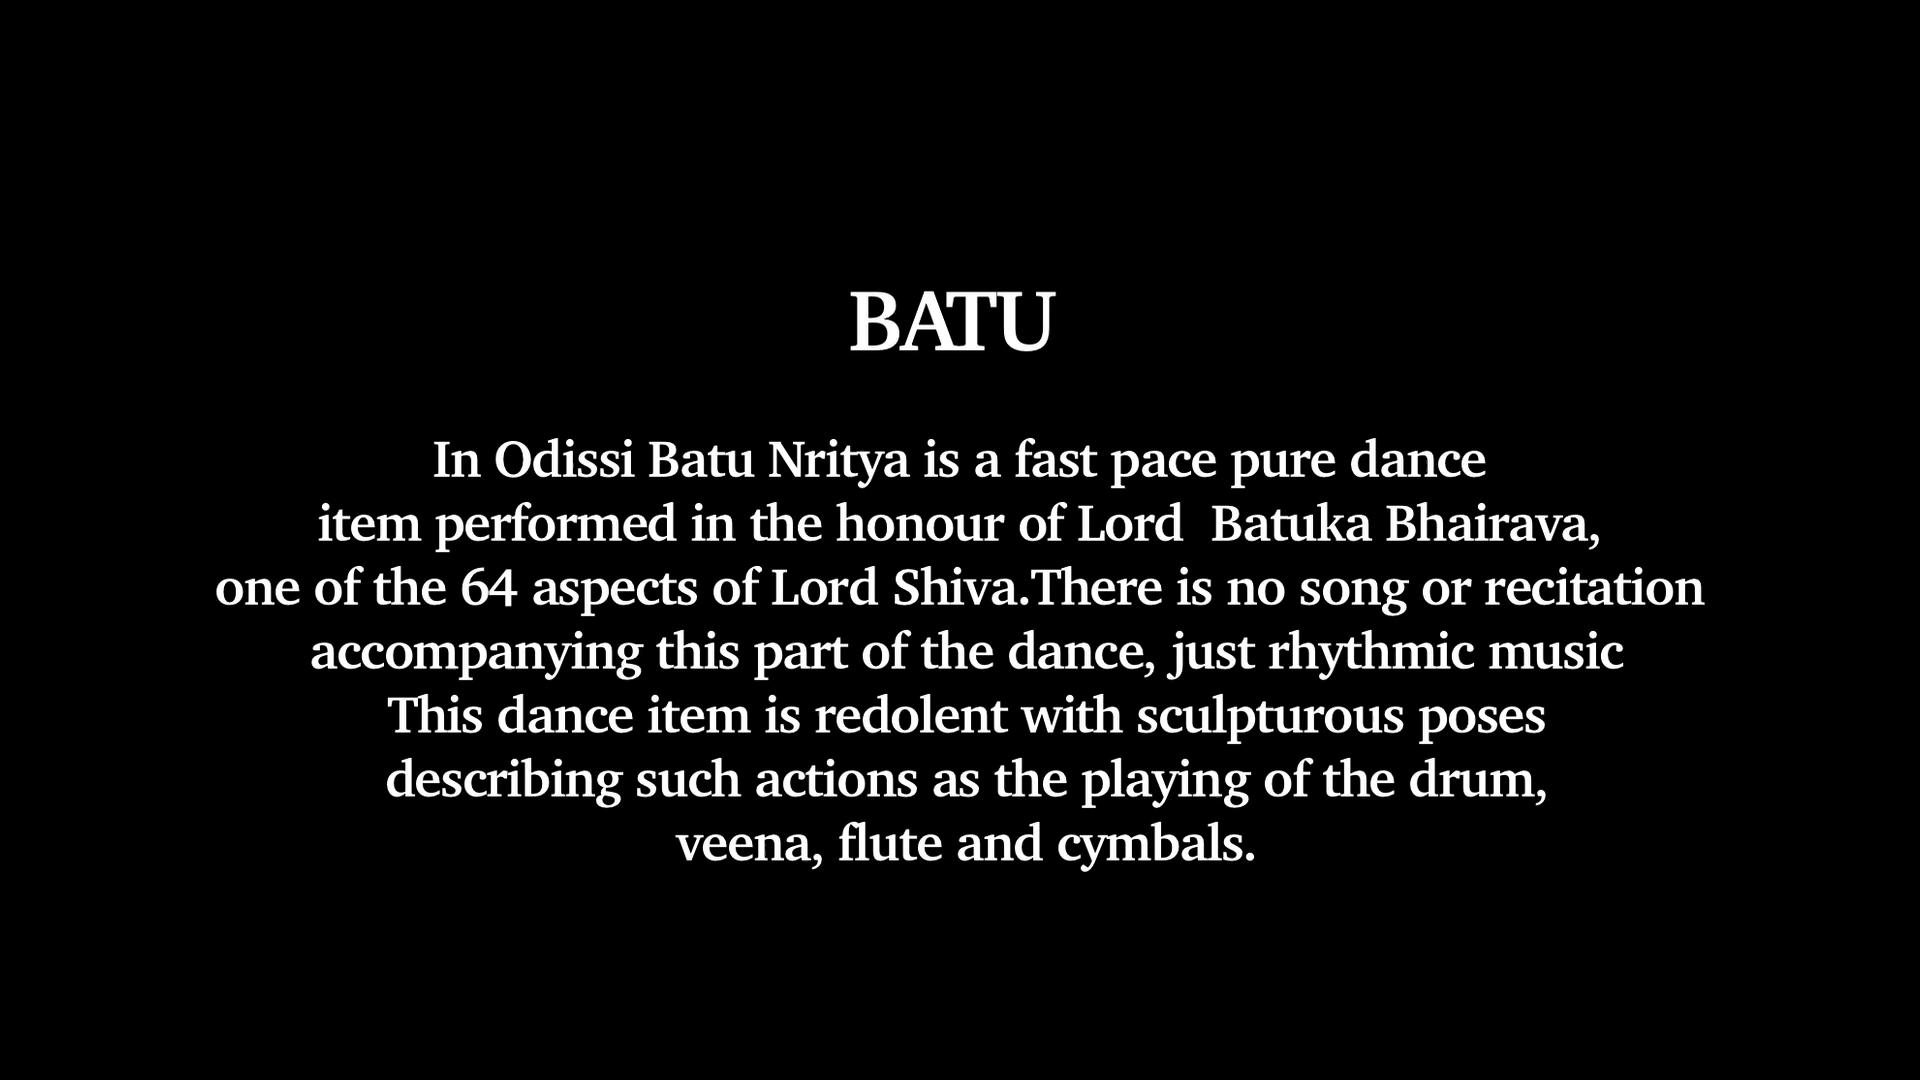 BATU
In Odissi Batu Nritya is a fast pace pure dance
item performed in the honour of Lord  Batuka Bhairava,
one of the 64 aspects of Lord Shiva.There is no song or recitation
accompanying this part of the dance, just rhythmic music
This dance item is redolent with sculpturous poses
describing such actions as the playing of the drum,
veena, flute and cymbals.